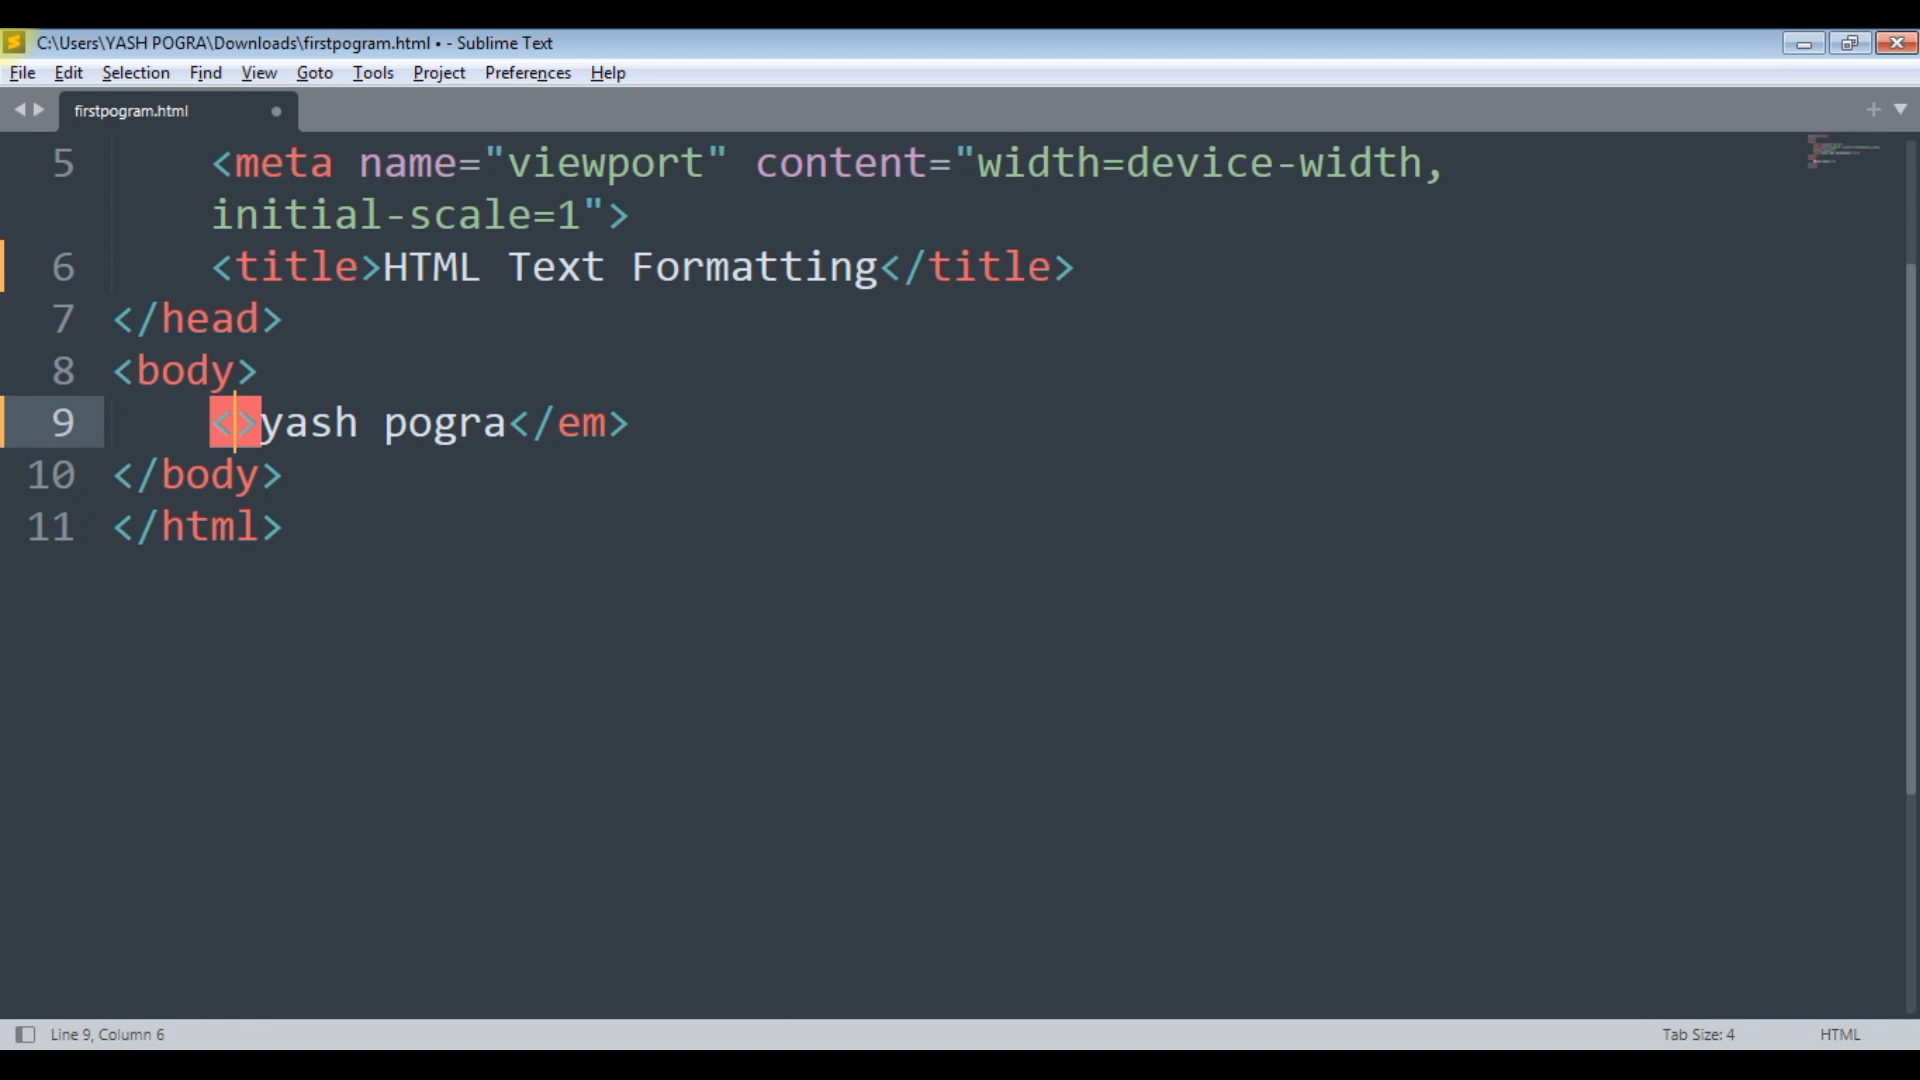 C:\Users\YASH POGRA\Downloads\firstpogram.html • - Sublime Text
File Edit Selection Find View Goto Tools Project Preferences Help
firstpogram.html
5 <meta name="viewport" content="width=device-width,
initial-scale=1">
6 <title>HTML Text Formatting</title>
7 </head>
8 <body>
9 <>yash pogra</em>
10 </body>
11 </html>
Line 9, Column 6 Tab Size: 4 HTML